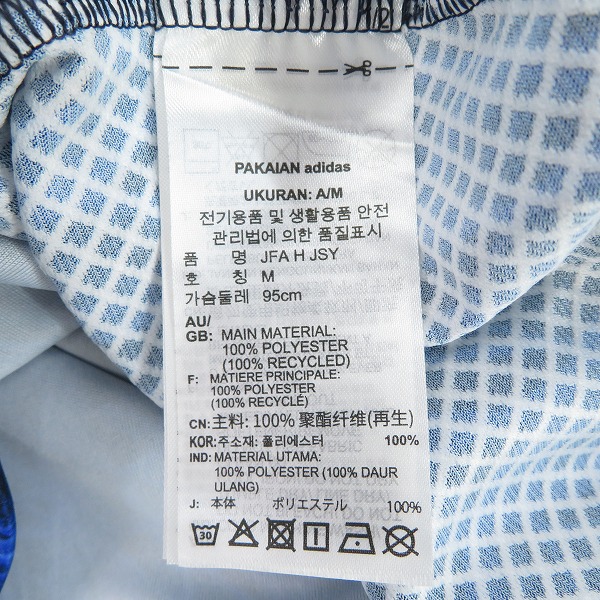 /2
PAKAIAN adidas
UKURAN: A/M
전기용품 및 생활용품 안전
관리법에 의한 품질표시
품 명 JFA H JSY
호 칭 M
가슴둘레 95cm
AU/
GB: MAIN MATERIAL:
100% POLYESTER
(100% RECYCLED)
F: MATIERE PRINCIPALE:
100% POLYESTER
(100% RECYCLÉ)
CN: 主料: 100% 聚酯纤维(再生)
KOR: 주소재: 폴리에스터 100%
IND: MATERIAL UTAMA:
100% POLYESTER (100% DAUR
ULANG)
J: 本体 ポリエステル 100%
30